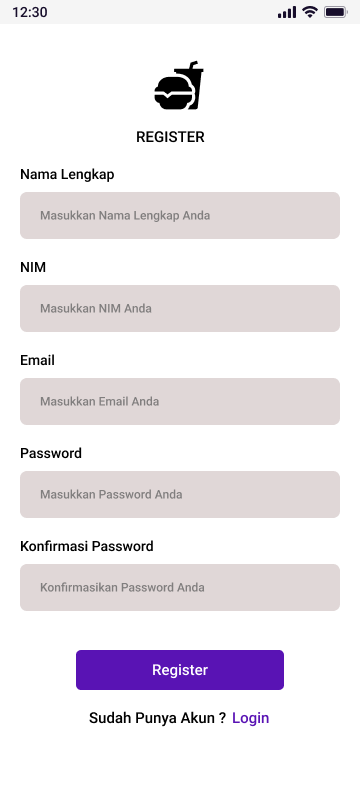 12:30
REGISTER
Nama Lengkap
Masukkan Nama Lengkap Anda
NIM
Masukkan NIM Anda
Email
Masukkan Email Anda
Password
Masukkan Password Anda
Konfirmasi Password
Konfirmasikan Password Anda
Register
Sudah Punya Akun ? Login